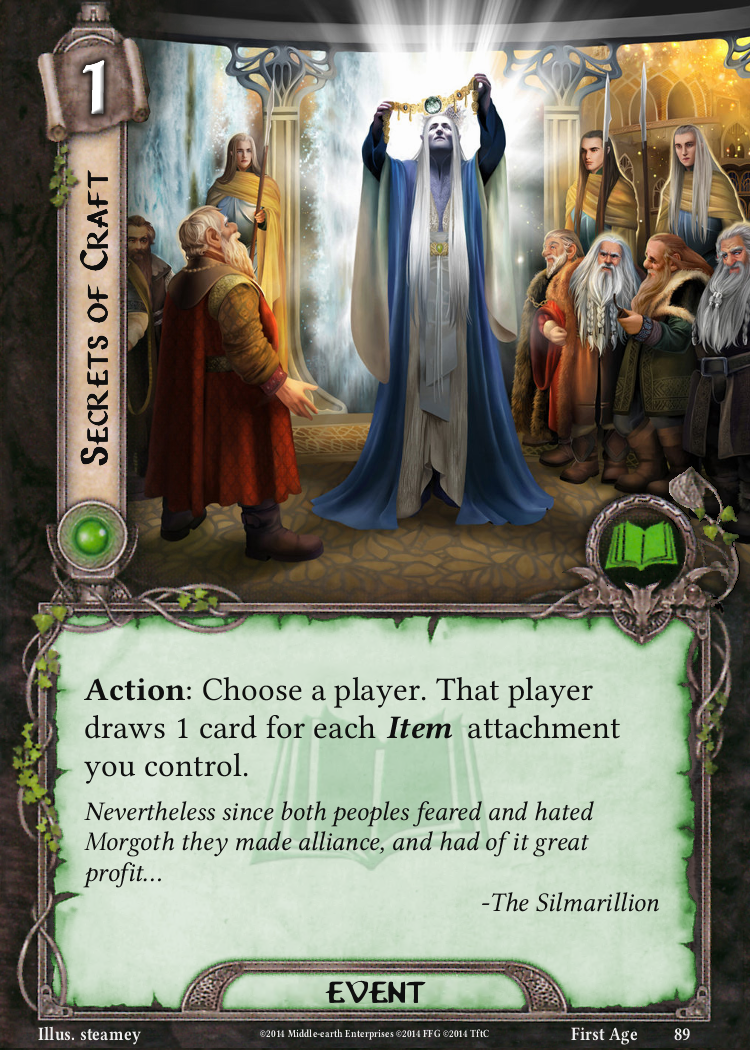 1
Secrets of Craft
Action: Choose a player. That player
draws 1 card for each Item attachment
you control.
Nevertheless since both peoples feared and hated
Morgoth they made alliance, and had of it great
profit...
-The Silmarillion
EVENT
Illus. steamey ©2014 Middle-earth Enterprises ©2014 FFG ©2014 TftC First Age 89